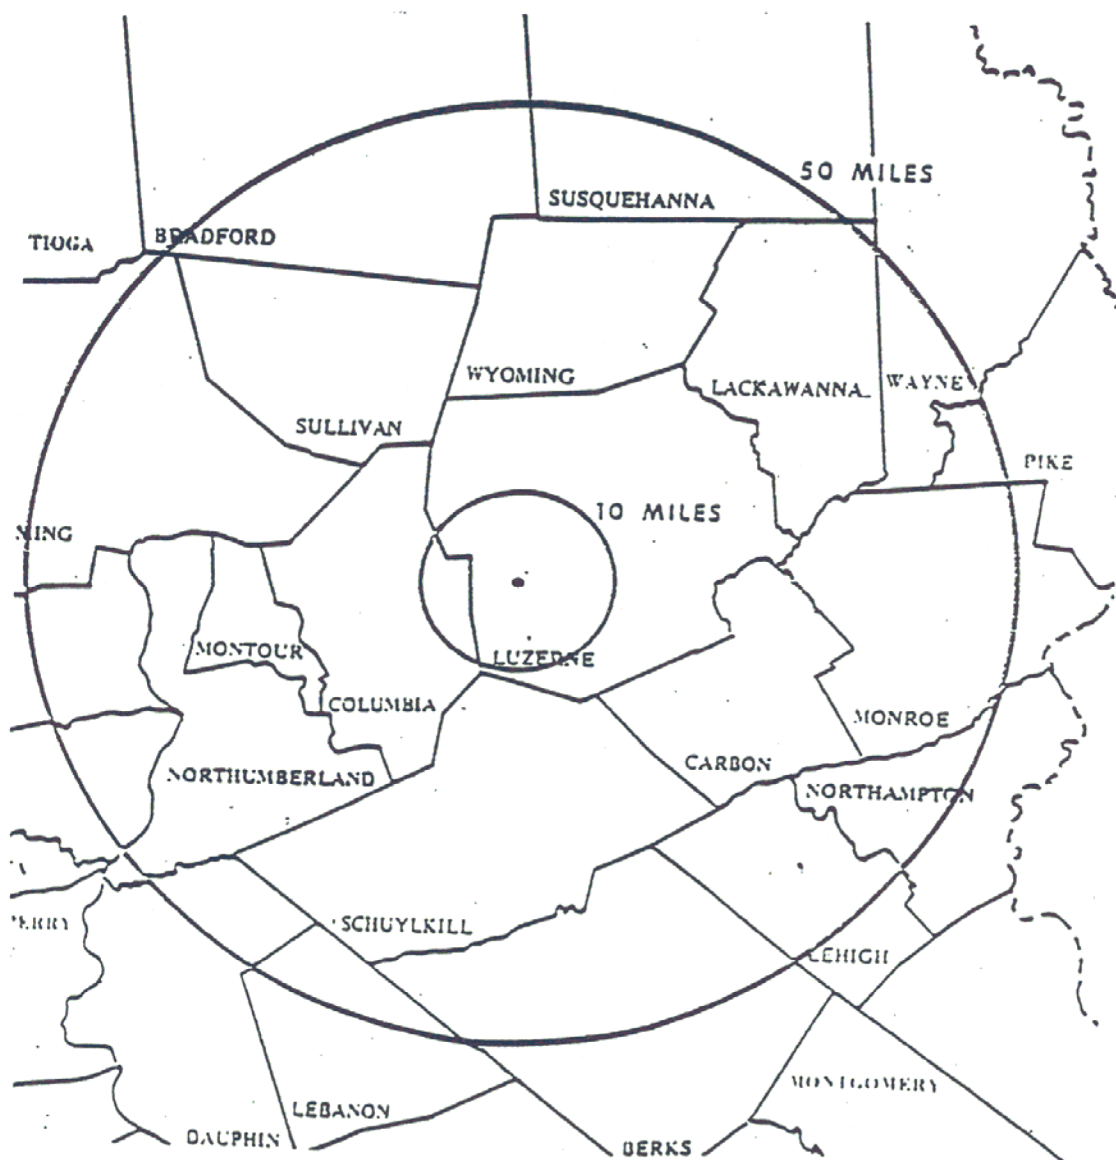 50 MILES
SUSQUEHANNA
TIOGA
BRADFORD
WYOMING
LACKAWANNA
WAYNE
SULLIVAN
PIKE
10 MILES
MING
MONTOUR
LUZERNE
COLUMBIA
MONROE
CARBON
NORTHUMBERLAND
NORTHAMPTON
SCHUYLKILL
LEHIGH
MONTGOMERY
LEBANON
DAUPHIN
BERKS